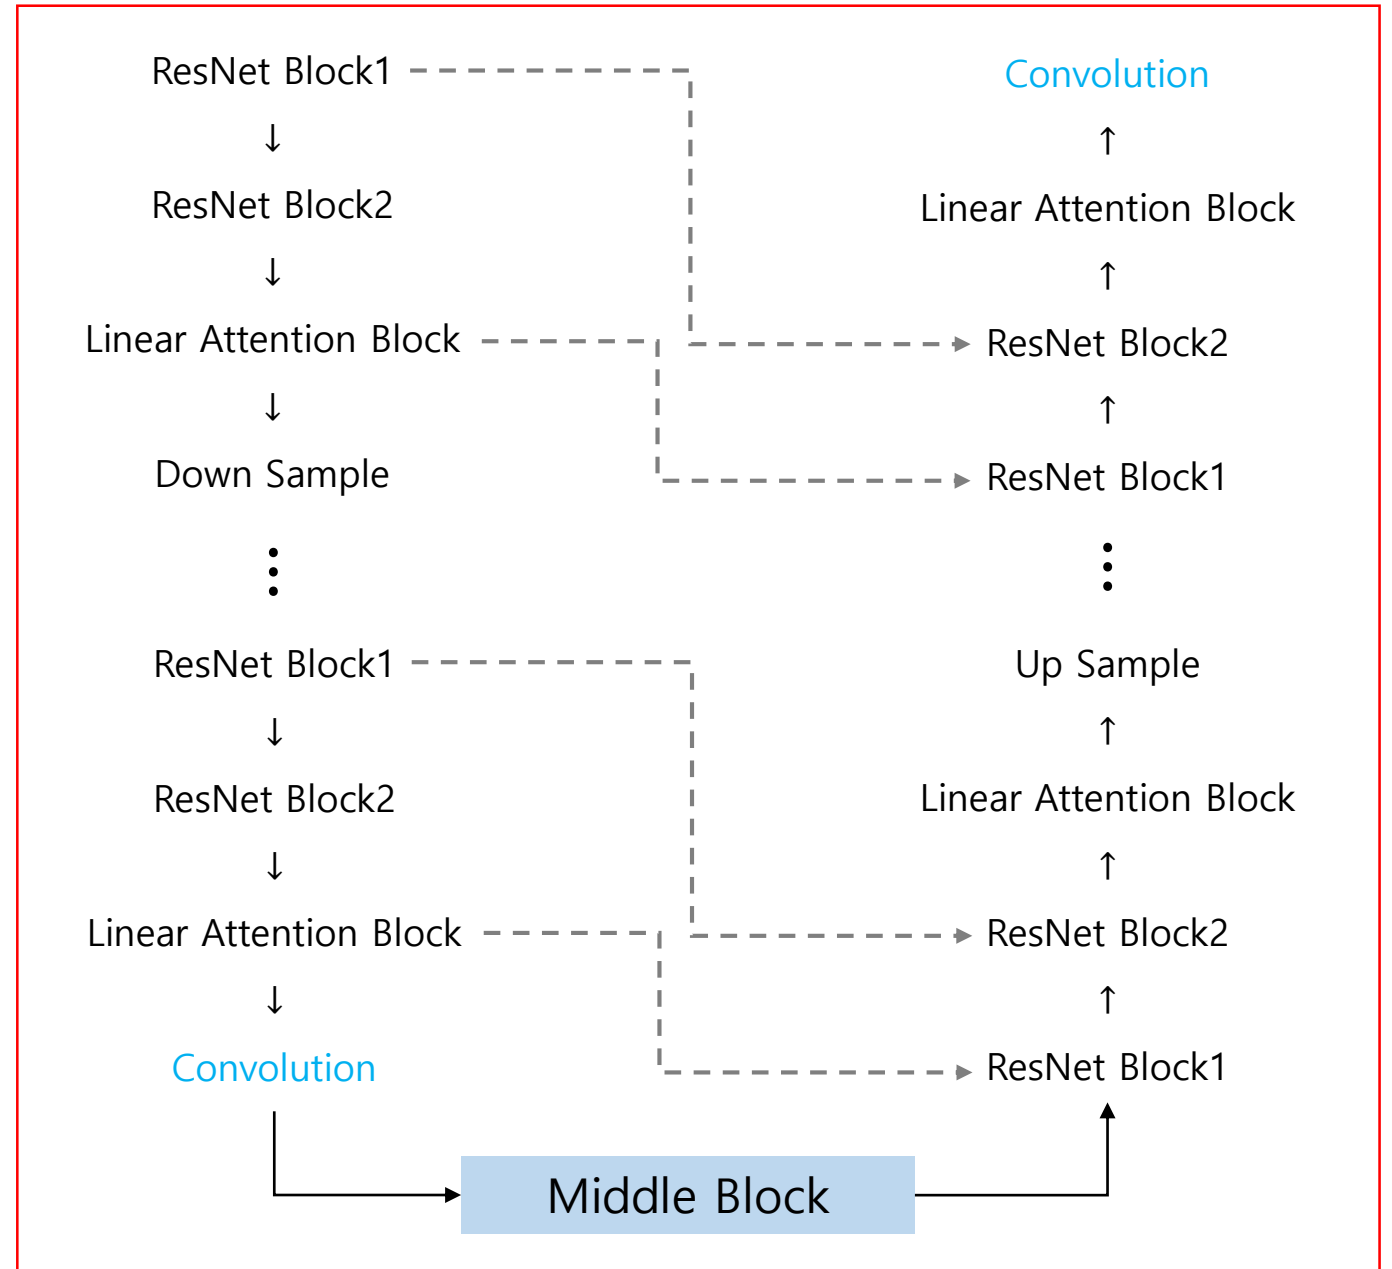 ResNet Block1
↓
ResNet Block2
↓
Linear Attention Block
↓
Down Sample
⋮
ResNet Block1
↓
ResNet Block2
↓
Linear Attention Block
↓
Convolution
Middle Block
Convolution
↑
Linear Attention Block
↑
ResNet Block2
↑
ResNet Block1
⋮
Up Sample
↑
Linear Attention Block
↑
ResNet Block2
↑
ResNet Block1